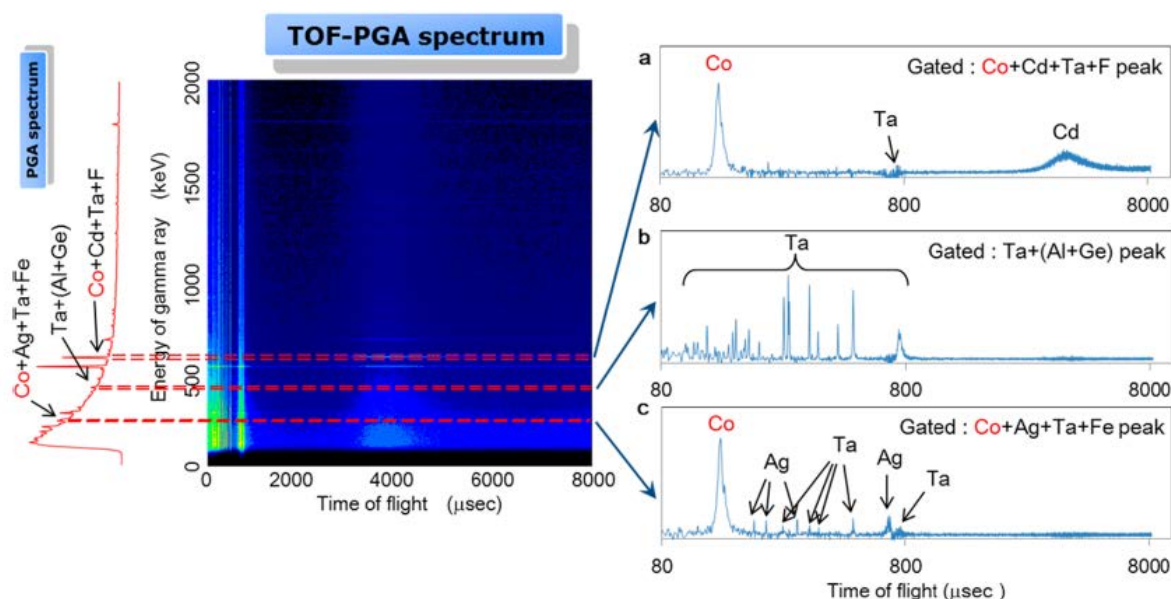 TOF-PGA spectrum
PGA spectrum
Co+Ag+Ta+Fe
Ta+(Al+Ge)
Co+Cd+Ta+F
Energy of gamma ray (keV)
2000
1500
1000
500
0
0 2000 4000 6000 8000
Time of flight (μsec)
a
Co
Gated : Co+Cd+Ta+F peak
Ta
Cd
80 800 8000
b
Ta
Gated : Ta+(Al+Ge) peak
80 800 8000
c
Co
Gated : Co+Ag+Ta+Fe peak
Ag
Ta
Ag
Ta
80 800 8000
Time of flight (μsec )